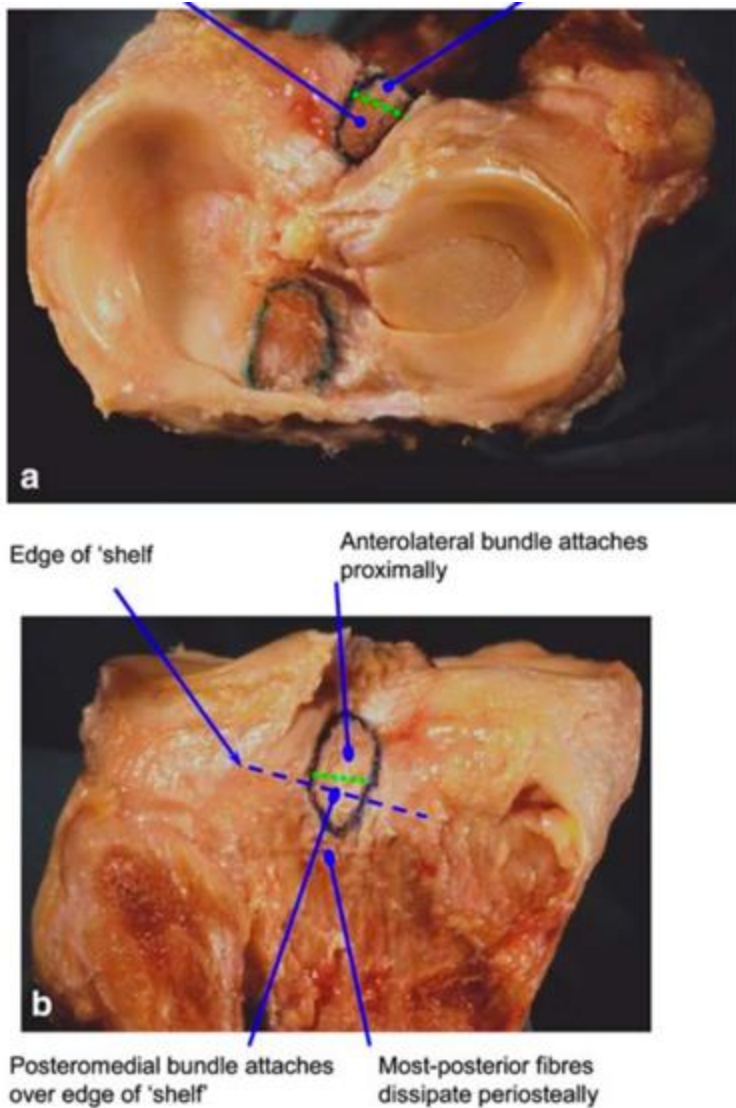 a
Edge of 'shelf
Anterolateral bundle attaches
proximally
b
Posteromedial bundle attaches
over edge of 'shelf'
Most-posterior fibres
dissipate periosteally